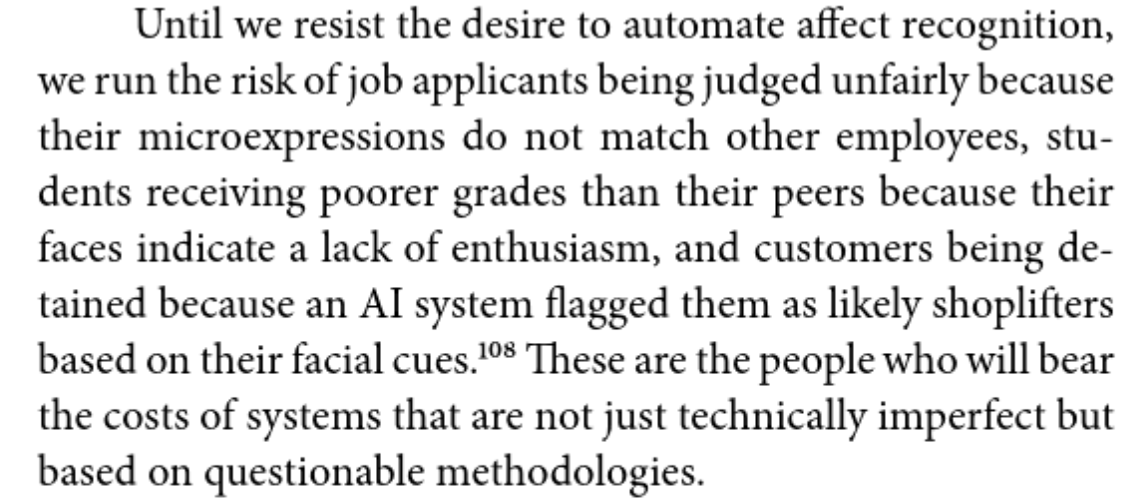 Until we resist the desire to automate affect recognition,
we run the risk of job applicants being judged unfairly because
their microexpressions do not match other employees, stu-
dents receiving poorer grades than their peers because their
faces indicate a lack of enthusiasm, and customers being de-
tained because an AI system flagged them as likely shoplifters
based on their facial cues.¹⁰⁸ These are the people who will bear
the costs of systems that are not just technically imperfect but
based on questionable methodologies.